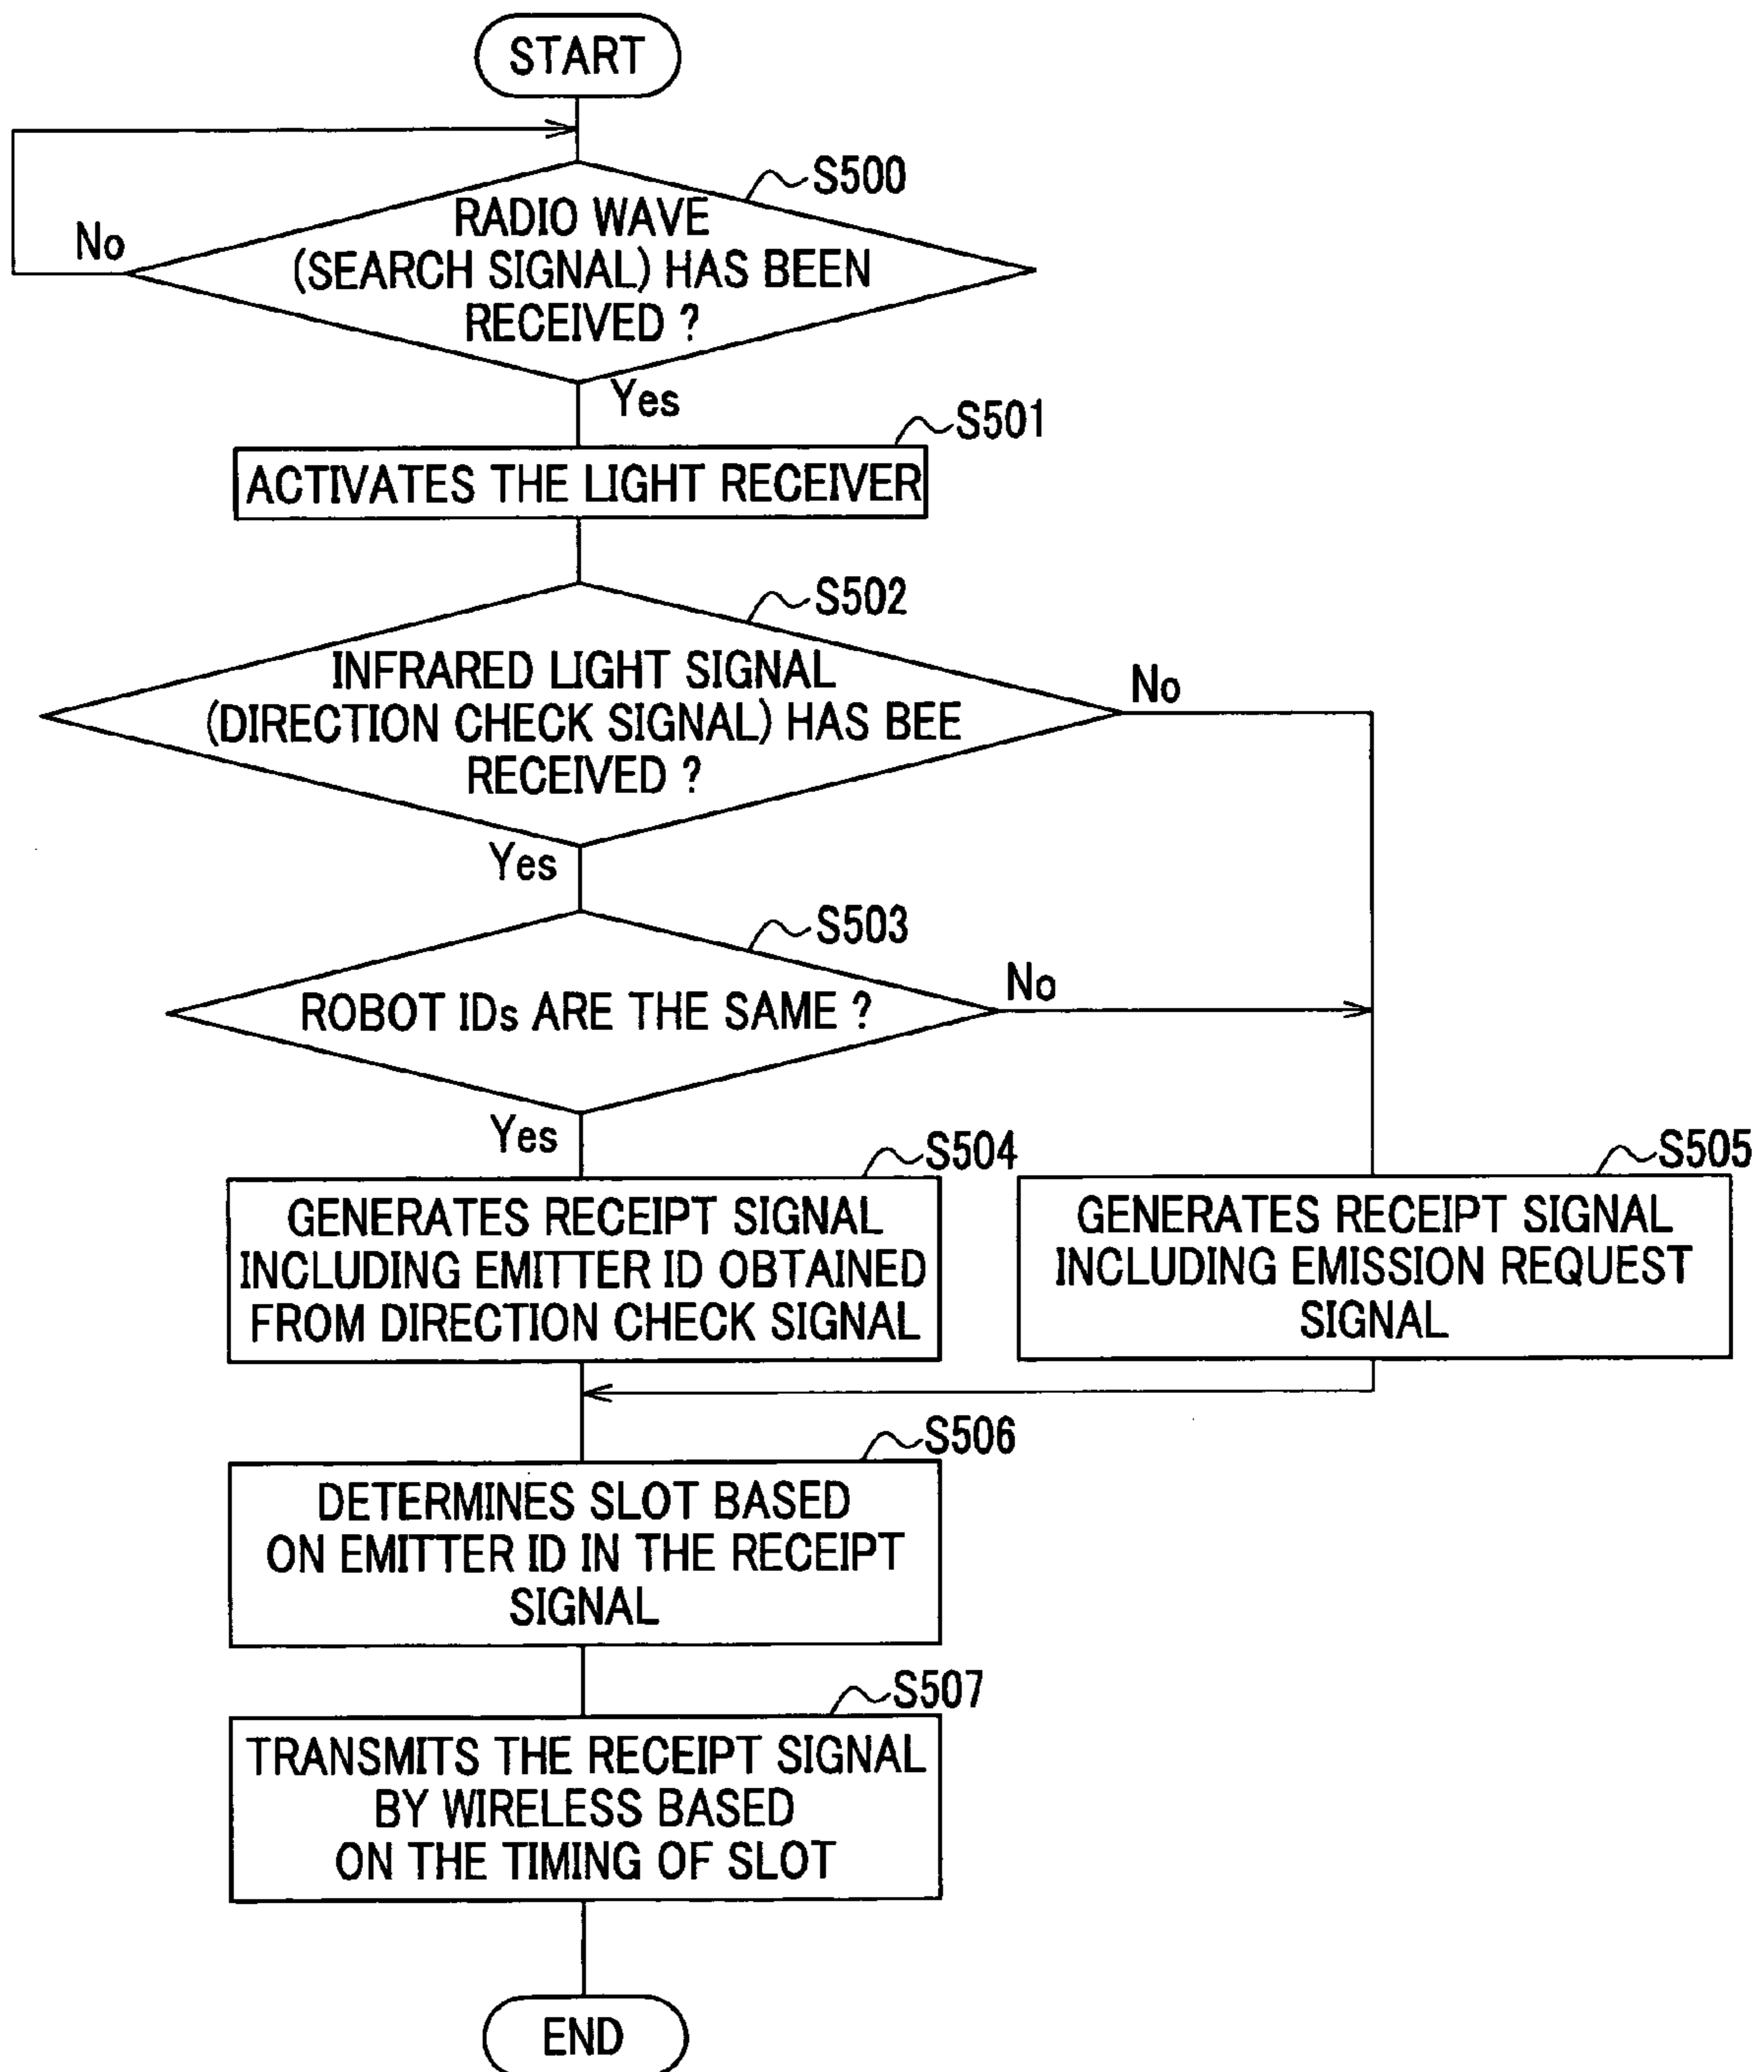 START
S500
RADIO WAVE
(SEARCH SIGNAL) HAS BEEN
RECEIVED ?
No
Yes
S501
ACTIVATES THE LIGHT RECEIVER
S502
INFRARED LIGHT SIGNAL
(DIRECTION CHECK SIGNAL) HAS BEE
RECEIVED ?
No
Yes
S503
ROBOT IDs ARE THE SAME ?
No
Yes
S504
GENERATES RECEIPT SIGNAL
INCLUDING EMITTER ID OBTAINED
FROM DIRECTION CHECK SIGNAL
S505
GENERATES RECEIPT SIGNAL
INCLUDING EMISSION REQUEST
SIGNAL
S506
DETERMINES SLOT BASED
ON EMITTER ID IN THE RECEIPT
SIGNAL
S507
TRANSMITS THE RECEIPT SIGNAL
BY WIRELESS BASED
ON THE TIMING OF SLOT
END